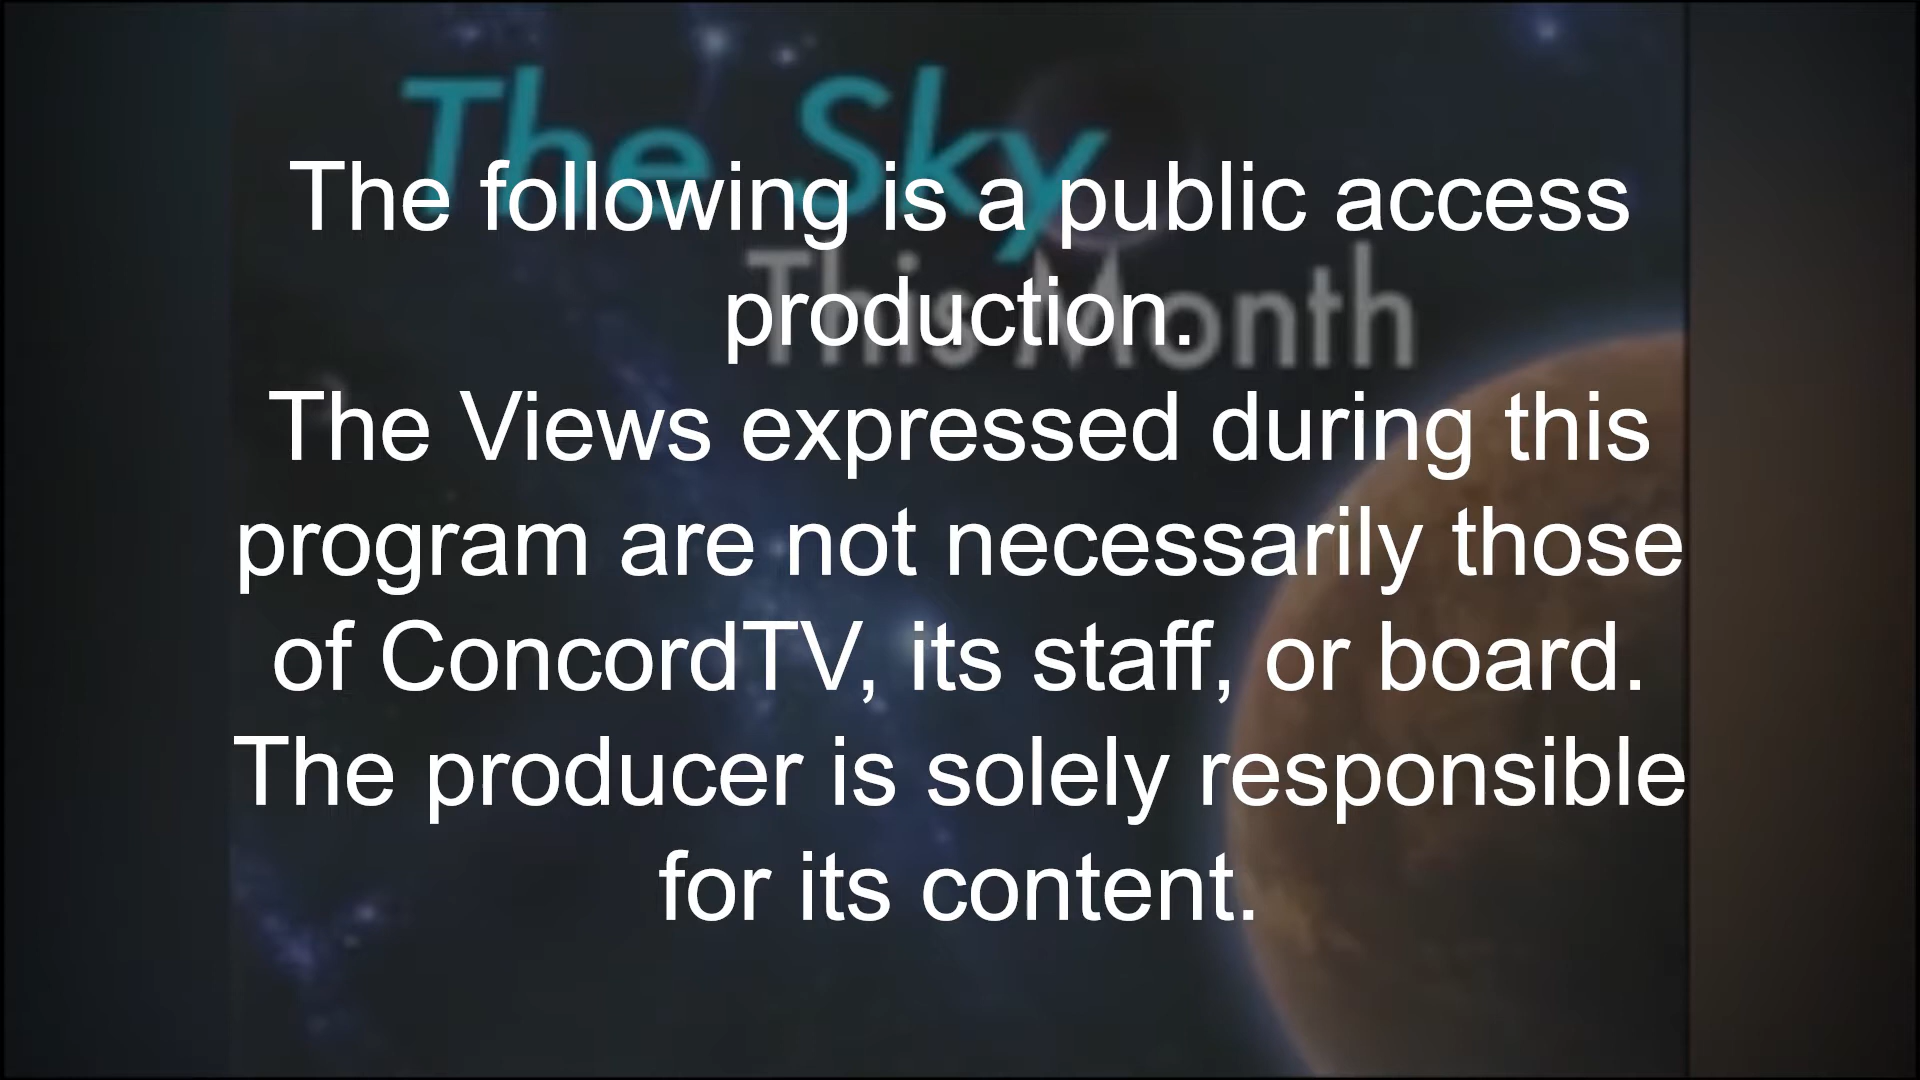 The Sky
This Month
The following is a public access
production.
The Views expressed during this
program are not necessarily those
of ConcordTV, its staff, or board.
The producer is solely responsible
for its content.